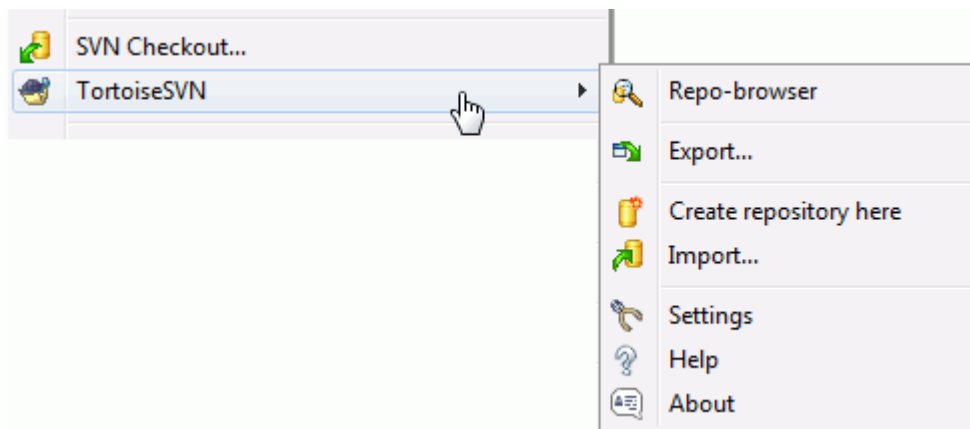 SVN Checkout...
TortoiseSVN
Repo-browser
Export...
Create repository here
Import...
Settings
Help
About